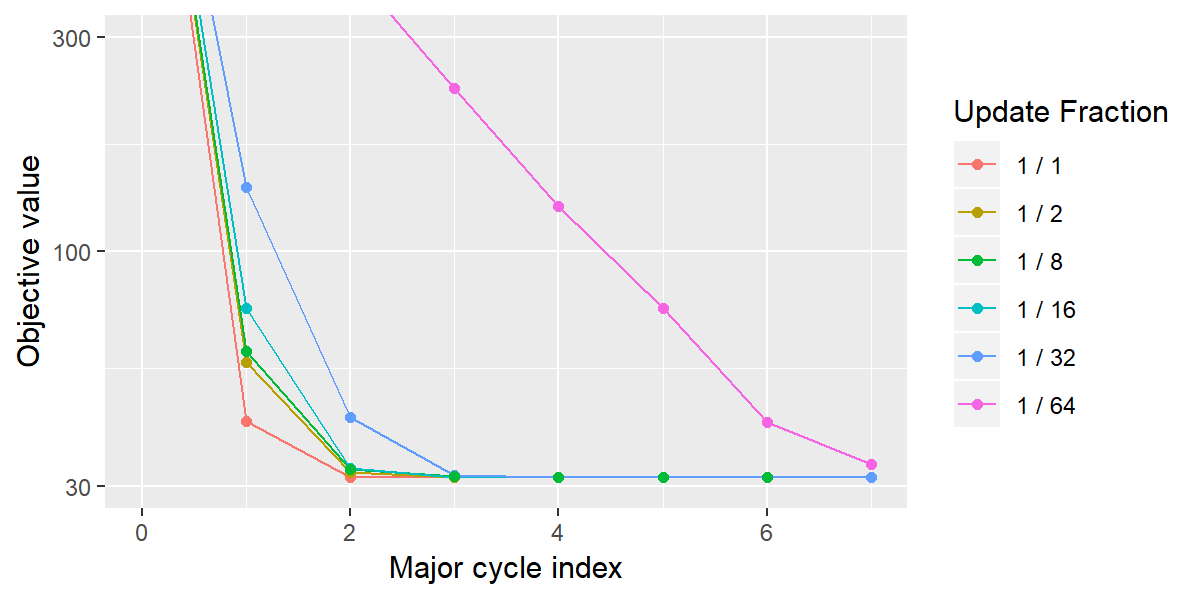 Objective value
300
100
30
0
2
4
6
Major cycle index
Update Fraction
1 / 1
1 / 2
1 / 8
1 / 16
1 / 32
1 / 64